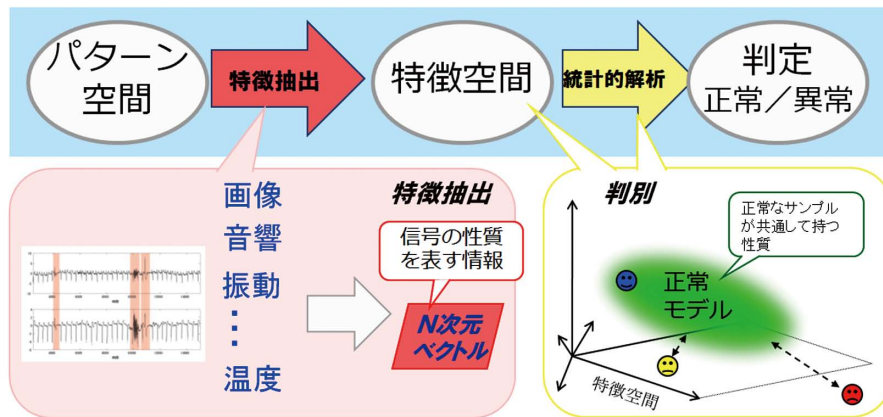 パターン
空間
特徴抽出
特徴空間
統計的解析
判定
正常／異常
画像
音響
振動
⋮
温度
特徴抽出
信号の性質
を表す情報
N次元
ベクトル
判別
正常なサンプル
が共通して持つ
性質
正常
モデル
特徴空間